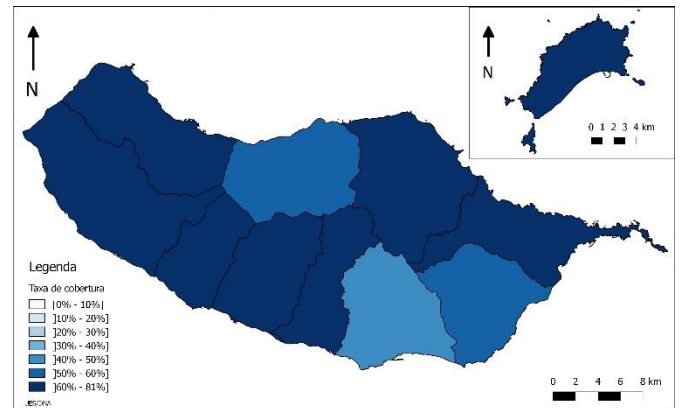 N
N
0 1 2 3 4 km
Legenda
Taxa de cobertura
[0% - 10%]
]10% - 20%]
]20% - 30%]
]30% - 40%]
]40% - 50%]
]50% - 60%]
]60% - 81%]
0 2 4 6 8 km